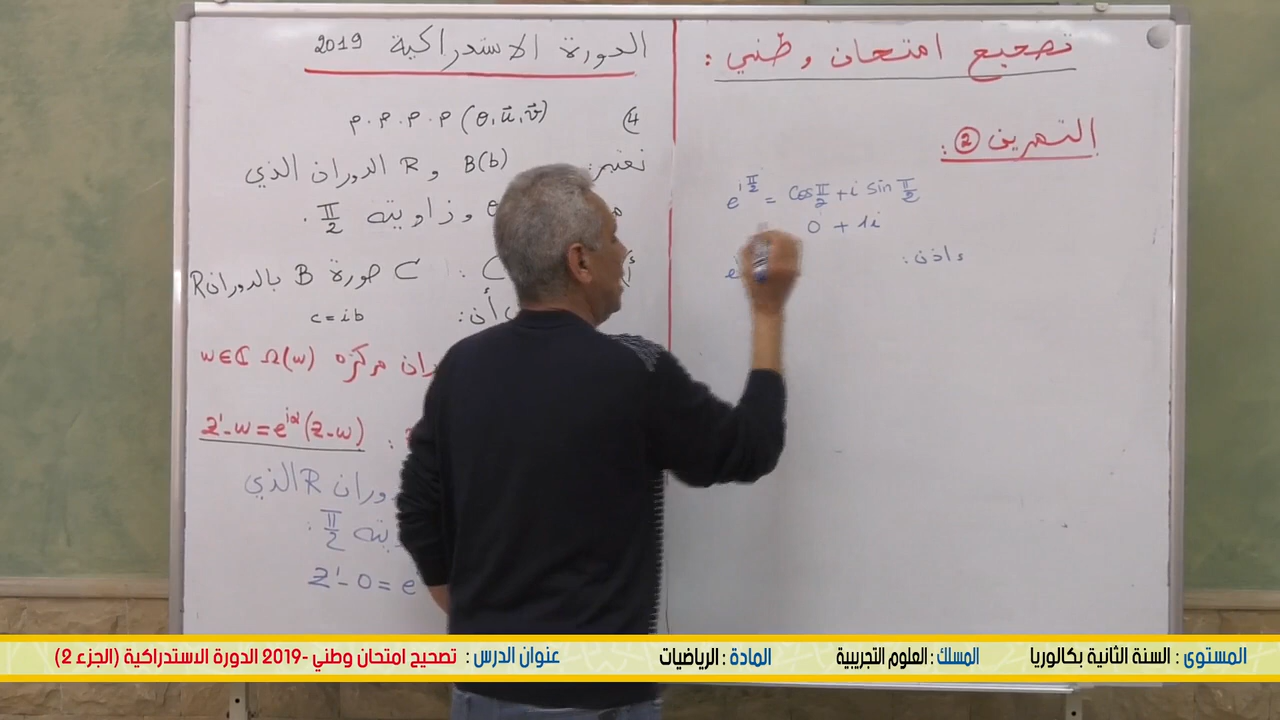 تصحيح امتحان وطني :
التمرين ② :
e^{iπ/2} = cos π/2 + i sin π/2
0 + 1i
إذن :
e
الدورة الاستدراكية 2019
4) م.م.م.م (O, u⃗, v⃗)
نعتبر : B(b) و R الدوران الذي
وزاويته π/2 .
C صورة B بالدوران R
أن : c = ib
مركزه Ω(w) w∈ℂ
z' - w = e^{iα}(z - w)
R الذي
π/2 :
z' - 0 = e
المستوى : السنة الثانية بكالوريا
المسلك : العلوم التجريبية
المادة : الرياضيات
عنوان الدرس : تصحيح امتحان وطني -2019 الدورة الاستدراكية (الجزء 2)